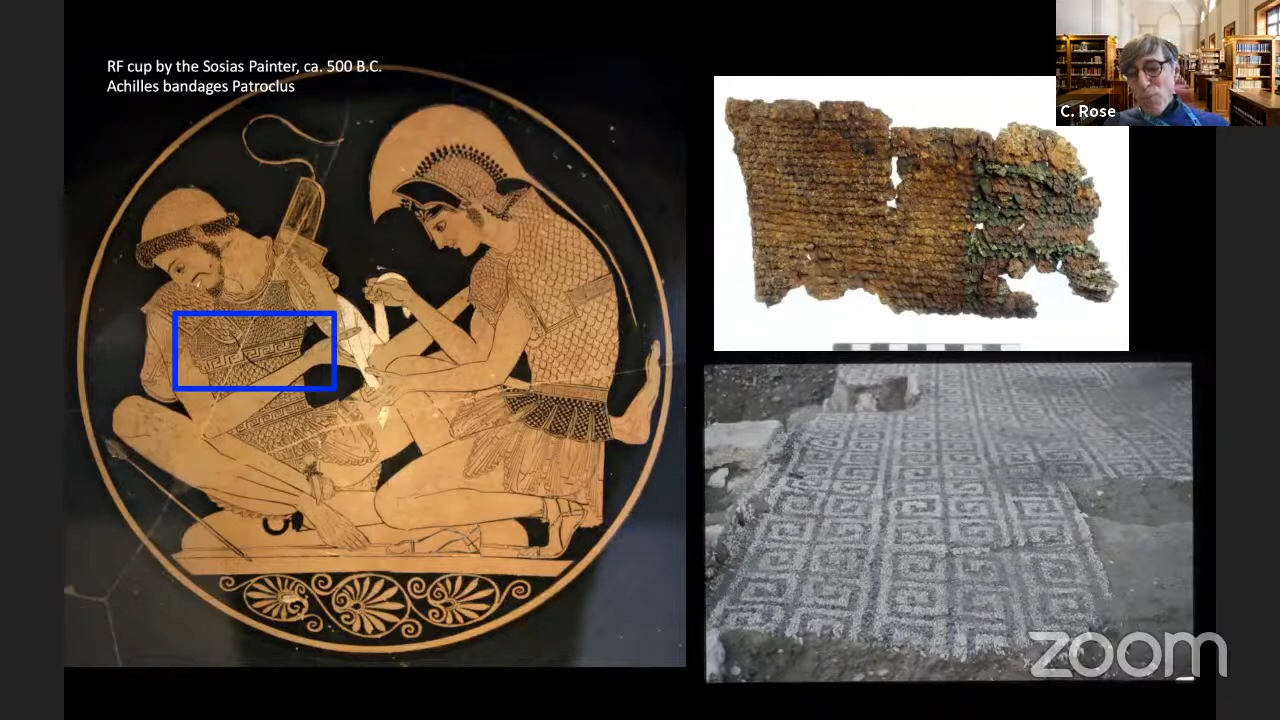 RF cup by the Sosias Painter, ca. 500 B.C.
Achilles bandages Patroclus
C. Rose
zoom